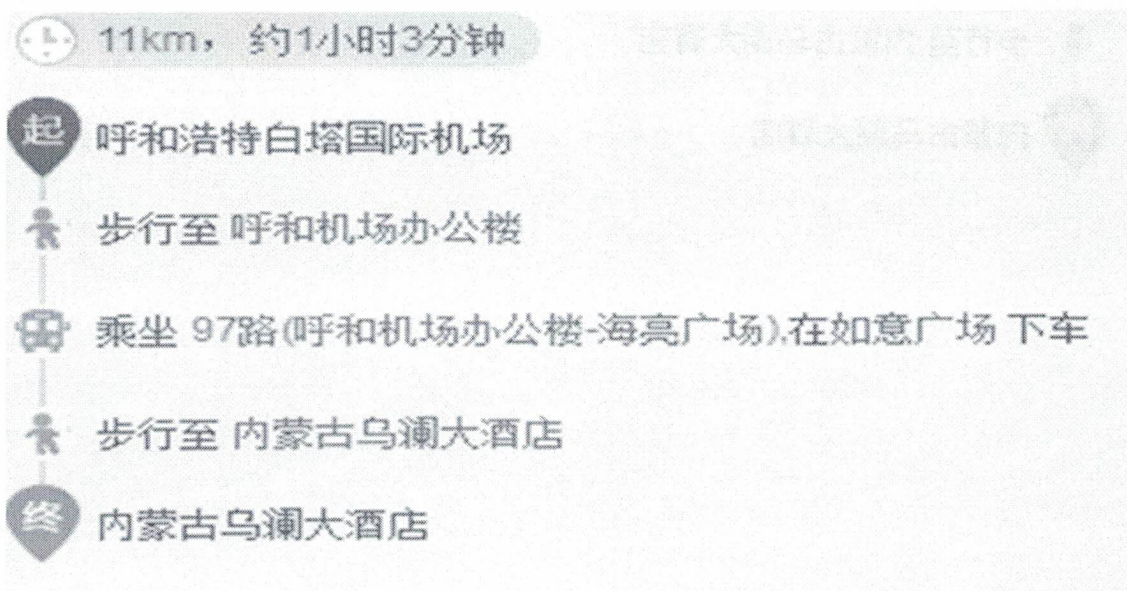 11km， 约1小时3分钟
起 呼和浩特白塔国际机场
步行至 呼和机场办公楼
乘坐 97路(呼和机场办公楼-海亮广场),在如意广场 下车
步行至 内蒙古乌澜大酒店
终 内蒙古乌澜大酒店